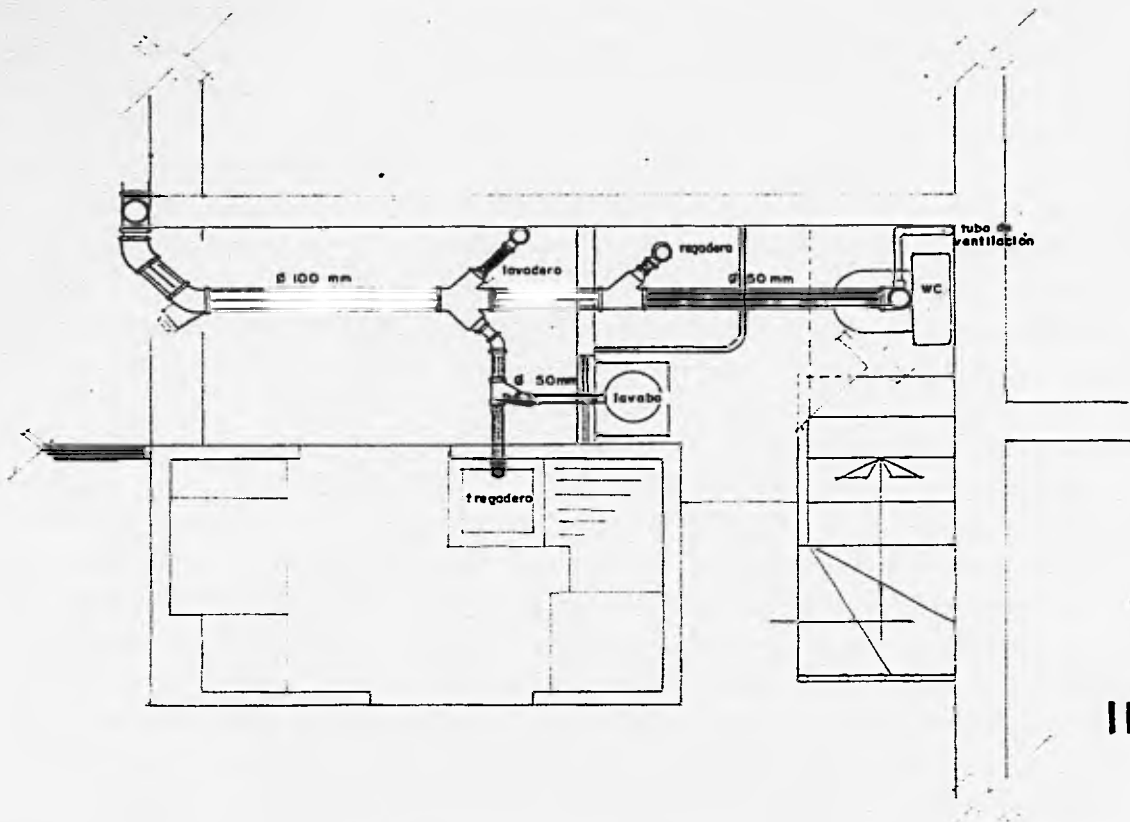 tubo de
ventilación
regadera
lavadero
Ø 100 mm
Ø 50 mm
WC
Ø 50mm
lavabo
fregadero